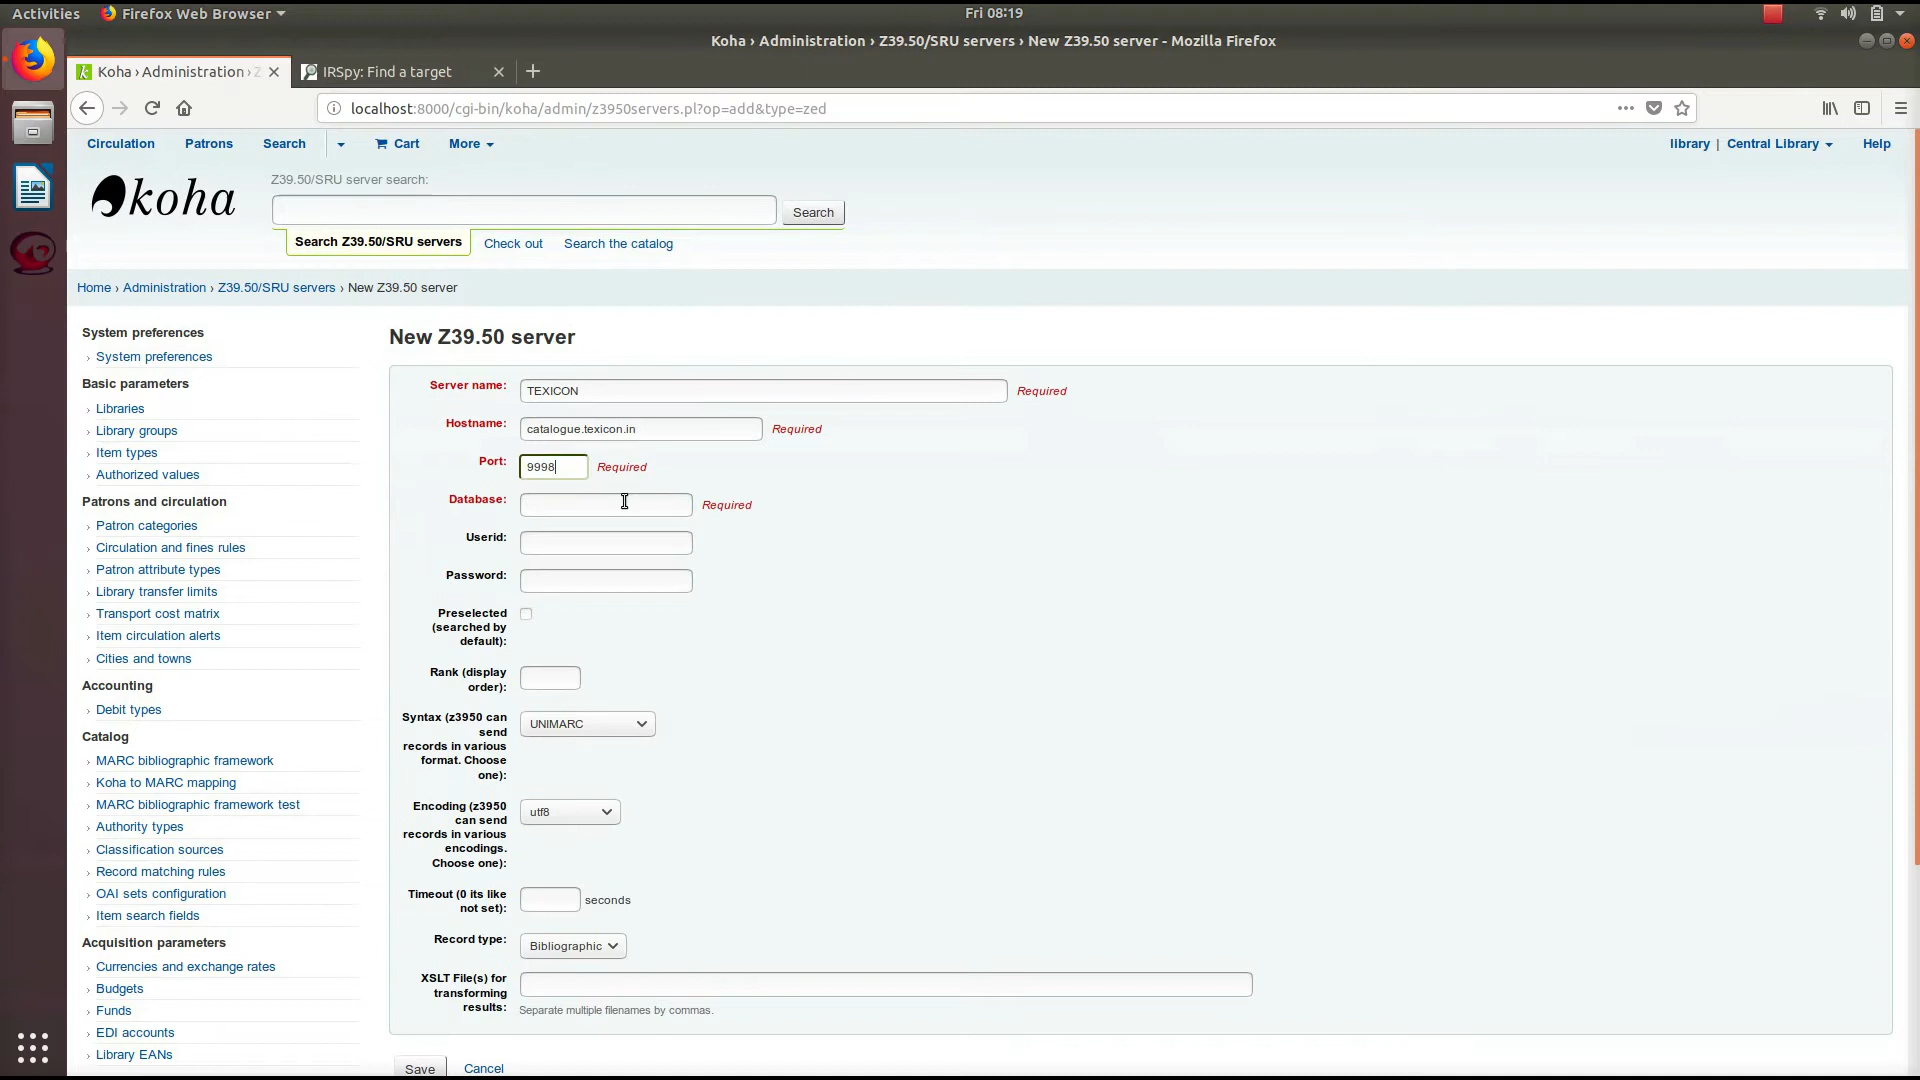 Activities
Firefox Web Browser
Fri 08:19
Koha › Administration › Z39.50/SRU servers › New Z39.50 server - Mozilla Firefox
Koha › Administration › Z
IRSpy: Find a target
localhost:8000/cgi-bin/koha/admin/z3950servers.pl?op=add&type=zed
Circulation
Patrons
Search
Cart
More
library | Central Library
Help
koha
Z39.50/SRU server search:
Search
Search Z39.50/SRU servers
Check out
Search the catalog
Home › Administration › Z39.50/SRU servers › New Z39.50 server
System preferences
› System preferences
Basic parameters
› Libraries
› Library groups
› Item types
› Authorized values
Patrons and circulation
› Patron categories
› Circulation and fines rules
› Patron attribute types
› Library transfer limits
› Transport cost matrix
› Item circulation alerts
› Cities and towns
Accounting
› Debit types
Catalog
› MARC bibliographic framework
› Koha to MARC mapping
› MARC bibliographic framework test
› Authority types
› Classification sources
› Record matching rules
› OAI sets configuration
› Item search fields
Acquisition parameters
› Currencies and exchange rates
› Budgets
› Funds
› EDI accounts
› Library EANs
New Z39.50 server
Server name: TEXICON Required
Hostname: catalogue.texicon.in Required
Port: 9998 Required
Database: Required
Userid:
Password:
Preselected
(searched by
default):
Rank (display
order):
Syntax (z3950 can UNIMARC
send
records in various
format. Choose
one):
Encoding (z3950 utf8
can send
records in various
encodings.
Choose one):
Timeout (0 its like seconds
not set):
Record type: Bibliographic
XSLT File(s) for
transforming
results:
Separate multiple filenames by commas.
Save
Cancel